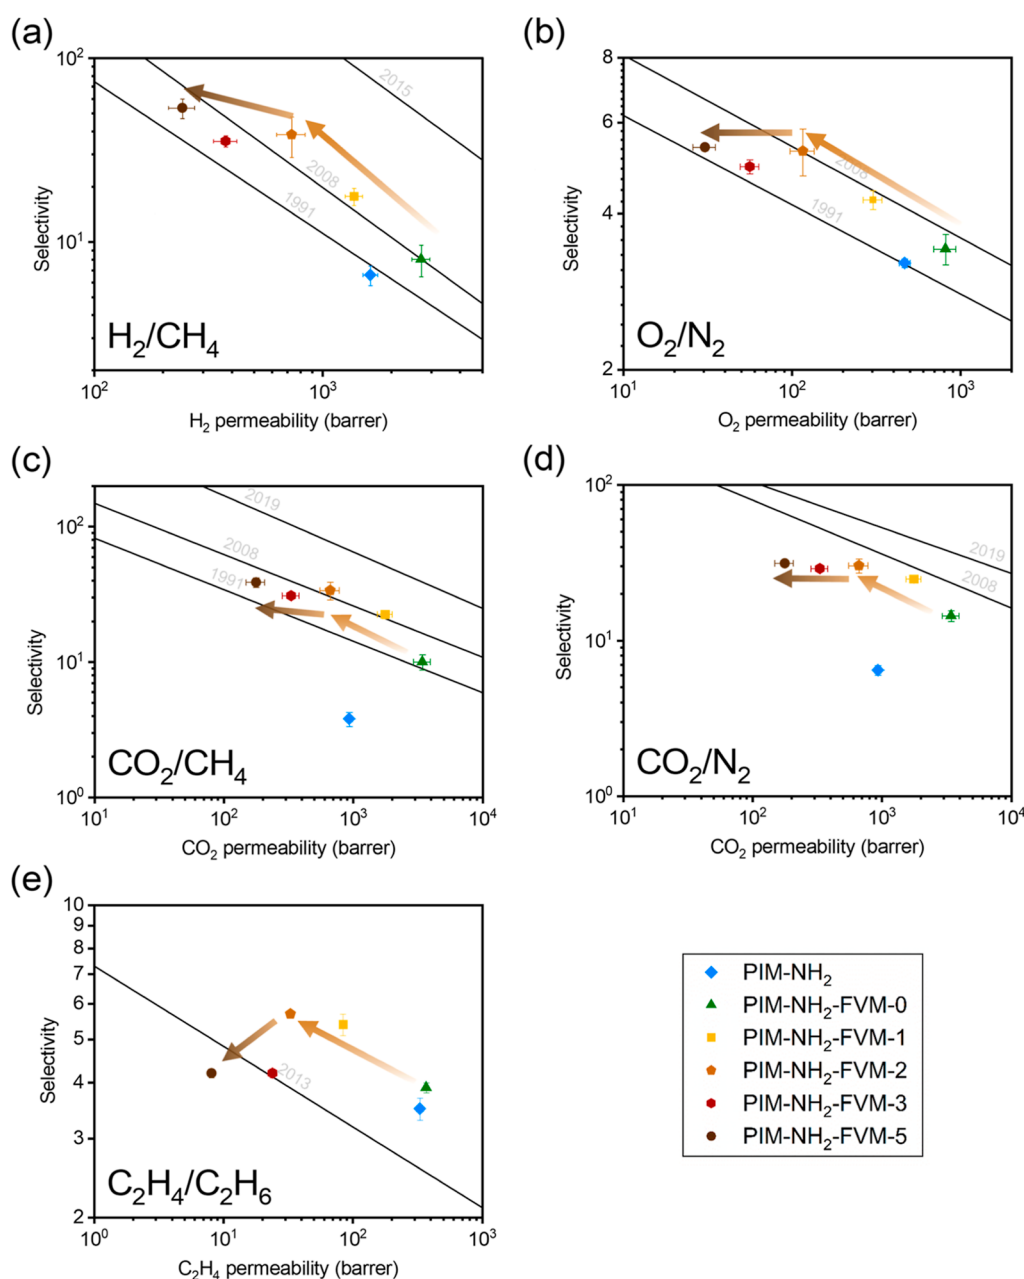 (a)
10²
2015
2008
1991
10¹
Selectivity
H₂/CH₄
10²
10³
H₂ permeability (barrer)
(b)
8
6
2008
1991
4
Selectivity
O₂/N₂
2
10¹
10²
10³
O₂ permeability (barrer)
(c)
2019
10²
2008
1991
Selectivity
10¹
CO₂/CH₄
10⁰
10¹
10²
10³
10⁴
CO₂ permeability (barrer)
(d)
10²
2019
2008
Selectivity
10¹
CO₂/N₂
10⁰
10¹
10²
10³
10⁴
CO₂ permeability (barrer)
(e)
10
9
8
7
6
5
4
3
2
Selectivity
2013
C₂H₄/C₂H₆
10⁰
10¹
10²
10³
C₂H₄ permeability (barrer)
PIM-NH₂
PIM-NH₂-FVM-0
PIM-NH₂-FVM-1
PIM-NH₂-FVM-2
PIM-NH₂-FVM-3
PIM-NH₂-FVM-5